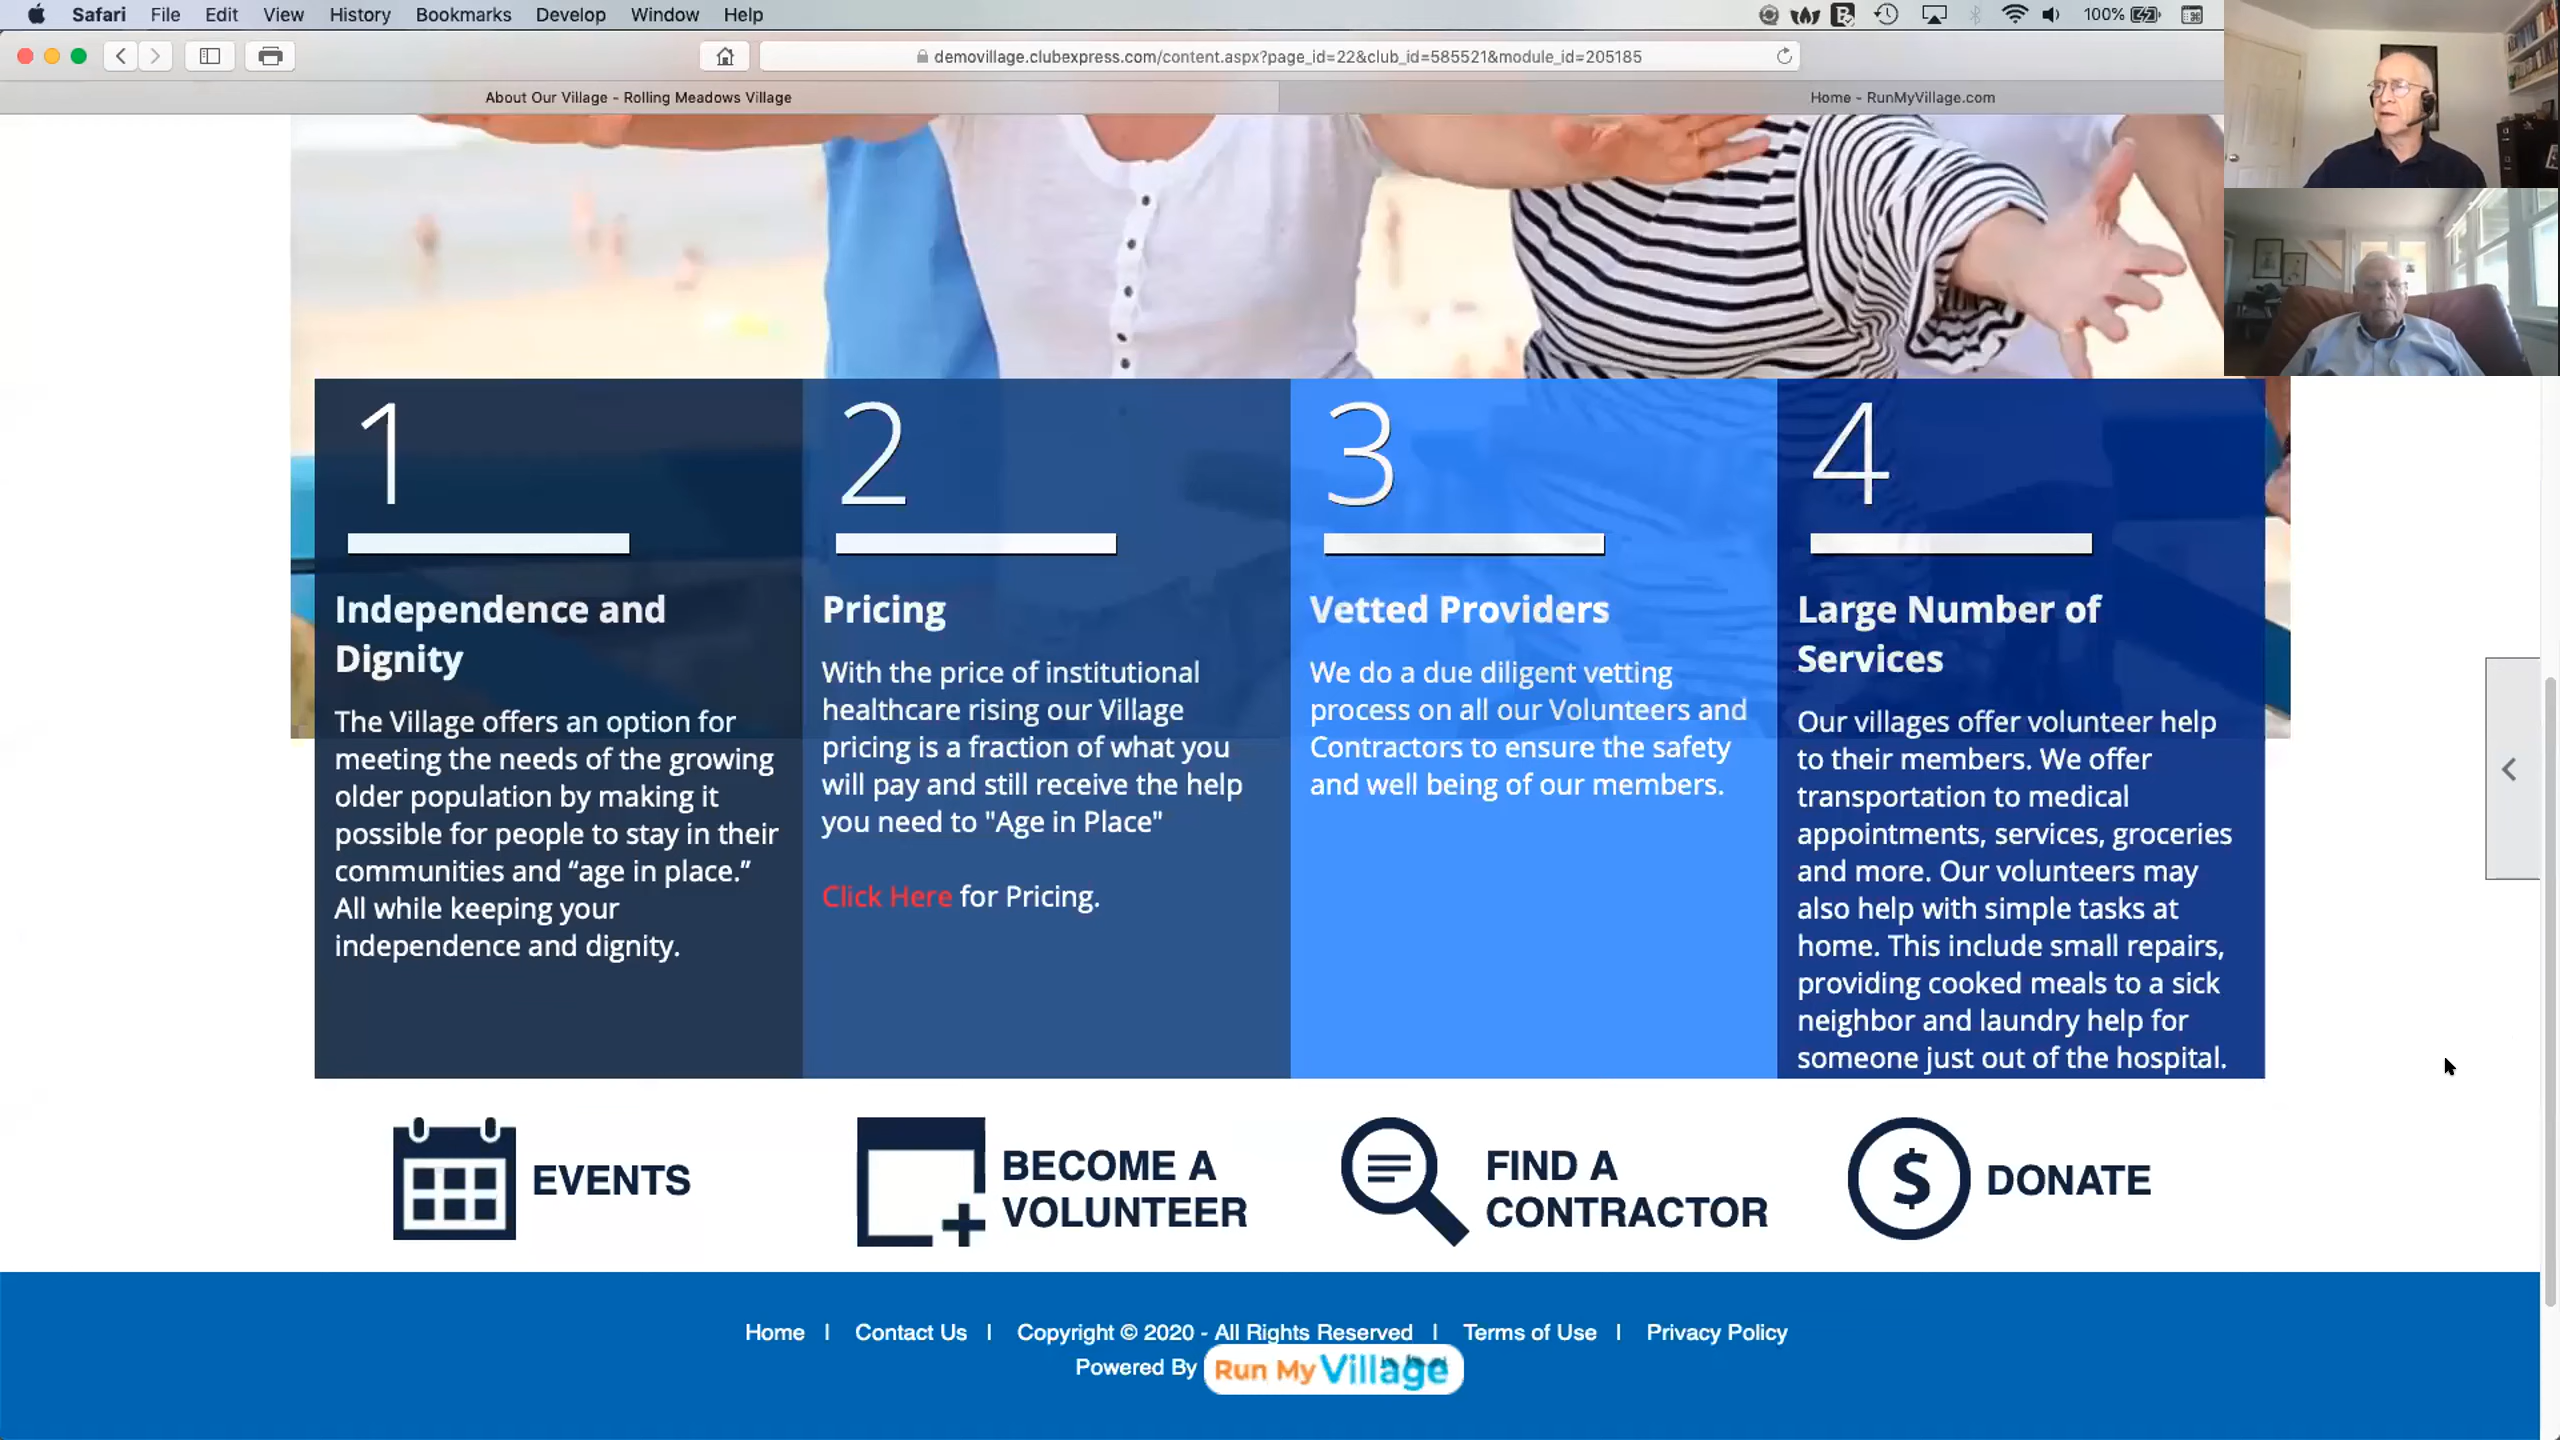 Safari File Edit View History Bookmarks Develop Window Help
100%
demovillage.clubexpress.com/content.aspx?page_id=22&club_id=585521&module_id=205185
About Our Village - Rolling Meadows Village
Home - RunMyVillage.com
1
Independence and
Dignity
The Village offers an option for
meeting the needs of the growing
older population by making it
possible for people to stay in their
communities and “age in place.”
All while keeping your
independence and dignity.
2
Pricing
With the price of institutional
healthcare rising our Village
pricing is a fraction of what you
will pay and still receive the help
you need to "Age in Place"
Click Here for Pricing.
3
Vetted Providers
We do a due diligent vetting
process on all our Volunteers and
Contractors to ensure the safety
and well being of our members.
4
Large Number of
Services
Our villages offer volunteer help
to their members. We offer
transportation to medical
appointments, services, groceries
and more. Our volunteers may
also help with simple tasks at
home. This include small repairs,
providing cooked meals to a sick
neighbor and laundry help for
someone just out of the hospital.
EVENTS
BECOME A
VOLUNTEER
FIND A
CONTRACTOR
$
DONATE
Home | Contact Us | Copyright © 2020 - All Rights Reserved | Terms of Use | Privacy Policy
Powered By Run My Village